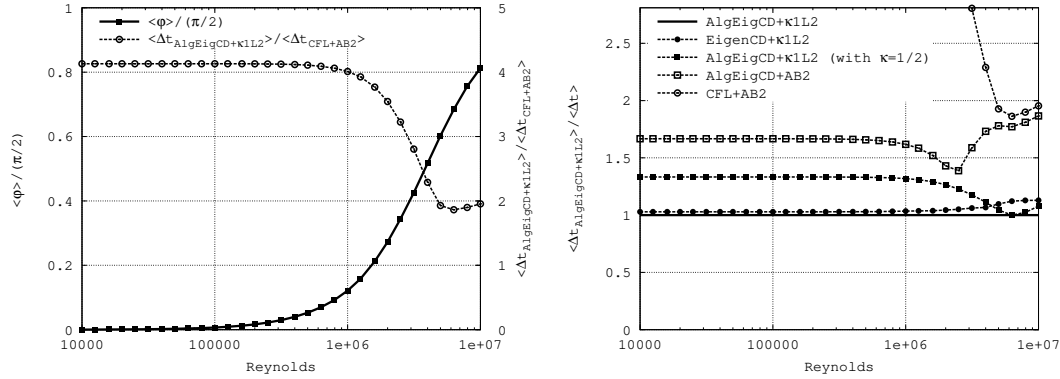 <φ>/(π/2)
<Δt_AlgEigCD+κ1L2>/<Δt_CFL+AB2>
1
0.8
0.6
0.4
0.2
0
<φ>/(π/2)
5
4
3
2
1
0
<Δt_AlgEigCD+κ1L2>/<Δt_CFL+AB2>
10000
100000
1e+06
1e+07
Reynolds
AlgEigCD+κ1L2
EigenCD+κ1L2
AlgEigCD+κ1L2 (with κ=1/2)
AlgEigCD+AB2
CFL+AB2
2.5
2
1.5
1
0.5
0
<Δt_AlgEigCD+κ1L2>/<Δt>
10000
100000
1e+06
1e+07
Reynolds